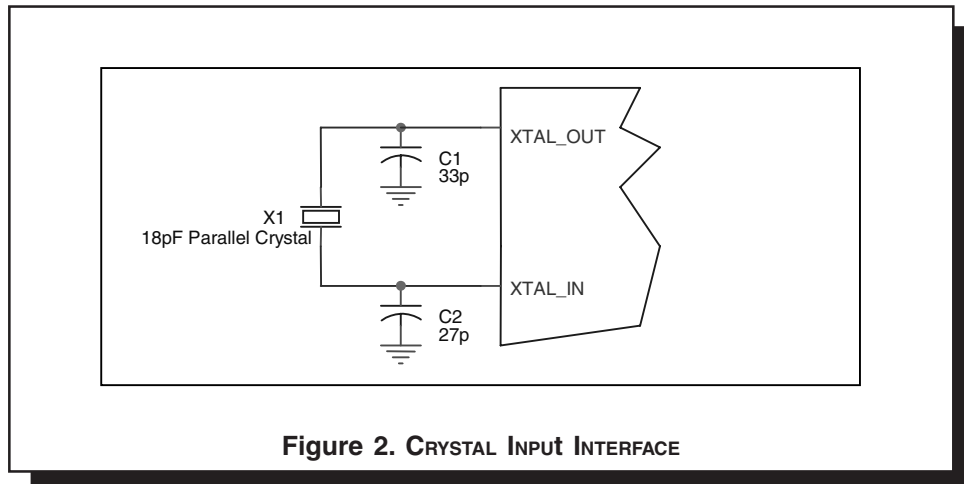 XTAL_OUT
C1
33p
X1
18pF Parallel Crystal
XTAL_IN
C2
27p
Figure 2. CRYSTAL INPUT INTERFACE